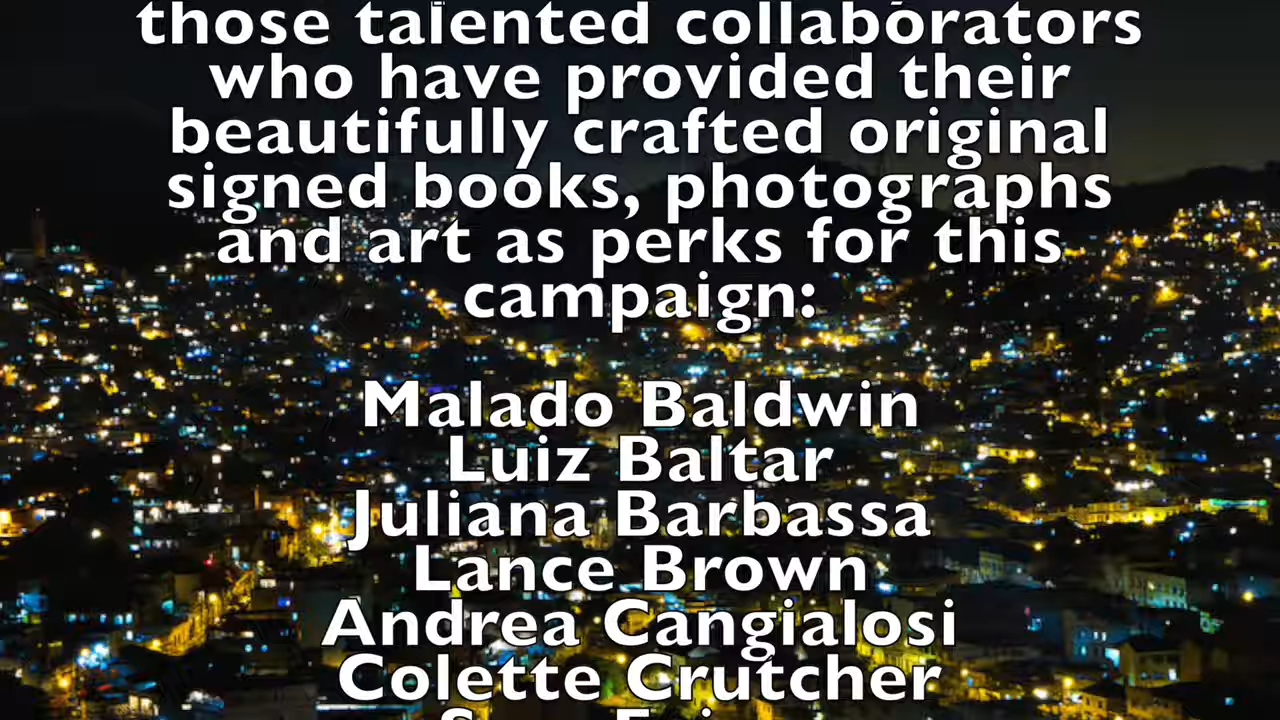 those talented collaborators
who have provided their
beautifully crafted original
signed books, photographs
and art as perks for this
campaign:
Malado Baldwin
Luiz Baltar
Juliana Barbassa
Lance Brown
Andrea Cangialosi
Colette Crutcher